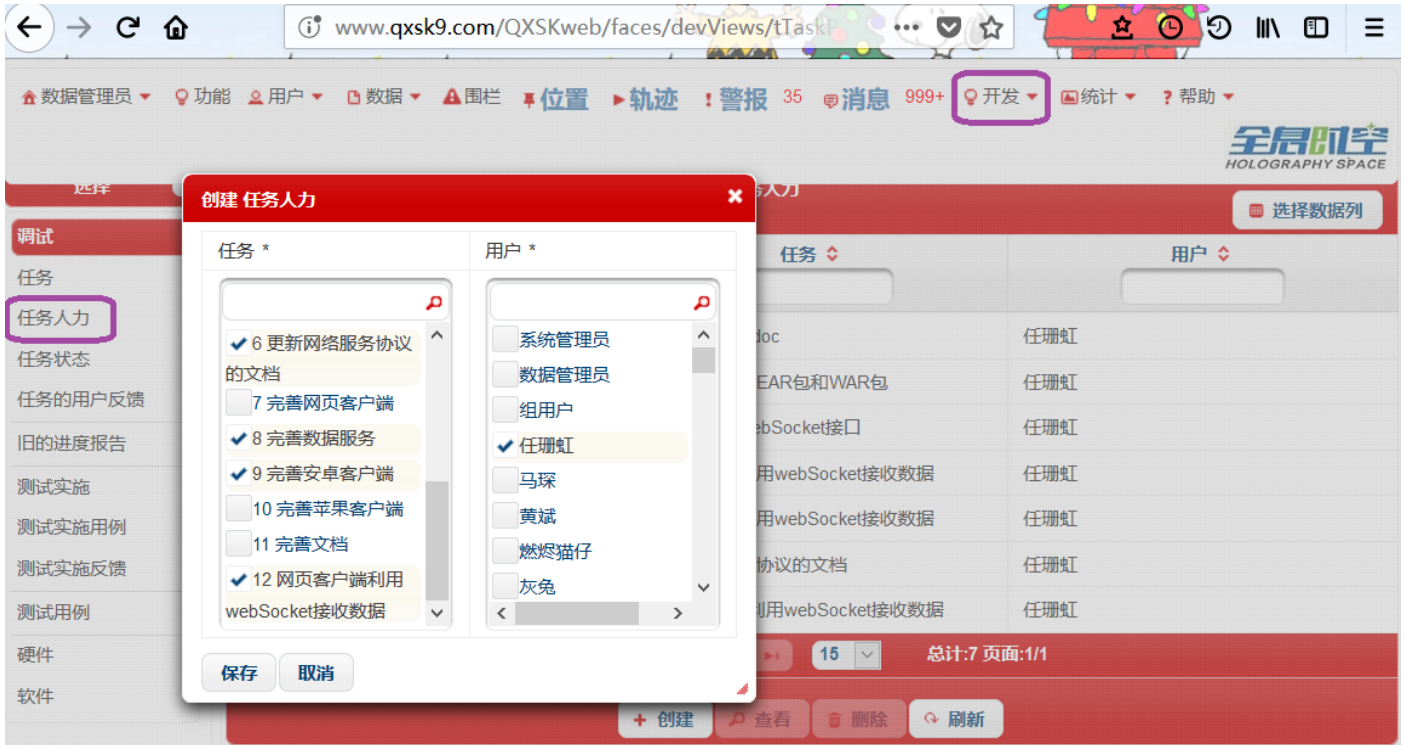 www.qxsk9.com/QXSKweb/faces/devViews/tTask
数据管理员 功能 用户 数据 围栏 位置 轨迹 警报 35 消息 999+ 开发 统计 帮助
全息时空
HOLOGRAPHY SPACE
选择
务人力
选择数据列
调试
任务
任务人力
任务状态
任务的用户反馈
旧的进度报告
测试实施
测试实施用例
测试实施反馈
测试用例
硬件
软件
创建 任务人力
任务 *
用户 *
6 更新网络服务协议
的文档
7 完善网页客户端
8 完善数据服务
9 完善安卓客户端
10 完善苹果客户端
11 完善文档
12 网页客户端利用
webSocket接收数据
系统管理员
数据管理员
组用户
任珊虹
马琛
黄斌
燃烬猫仔
灰兔
保存 取消
任务 用户
doc 任珊虹
EAR包和WAR包 任珊虹
ebSocket接口 任珊虹
用webSocket接收数据 任珊虹
用webSocket接收数据 任珊虹
协议的文档 任珊虹
利用webSocket接收数据 任珊虹
15 总计:7 页面:1/1
创建 查看 删除 刷新